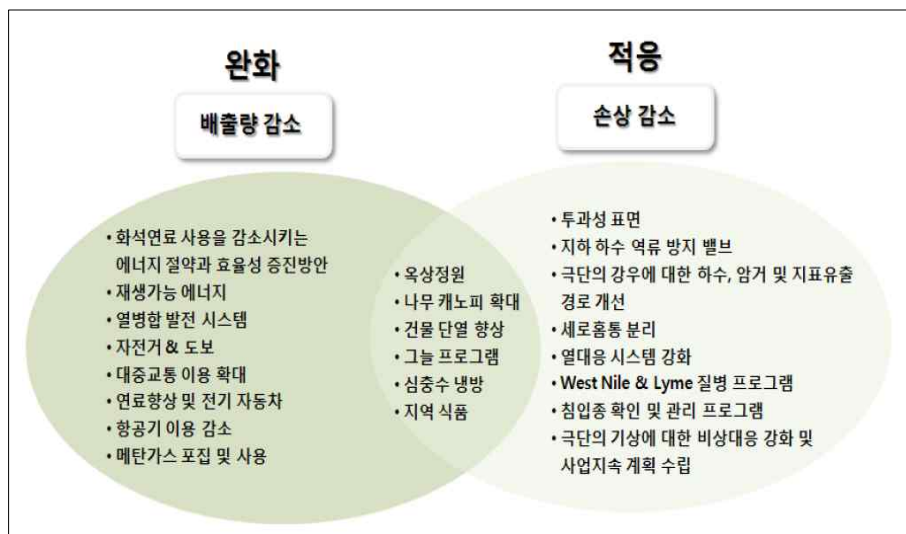 완화
배출량 감소
• 화석연료 사용을 감소시키는
에너지 절약과 효율성 증진방안
• 재생가능 에너지
• 열병합 발전 시스템
• 자전거 & 도보
• 대중교통 이용 확대
• 연료향상 및 전기 자동차
• 항공기 이용 감소
• 메탄가스 포집 및 사용
• 옥상정원
• 나무 캐노피 확대
• 건물 단열 향상
• 그늘 프로그램
• 심층수 냉방
• 지역 식품
적응
손상 감소
• 투과성 표면
• 지하 하수 역류 방지 밸브
• 극단의 강우에 대한 하수, 암거 및 지표유출
경로 개선
• 세로홈통 분리
• 열대응 시스템 강화
• West Nile & Lyme 질병 프로그램
• 침입종 확인 및 관리 프로그램
• 극단의 기상에 대한 비상대응 강화 및
사업지속 계획 수립